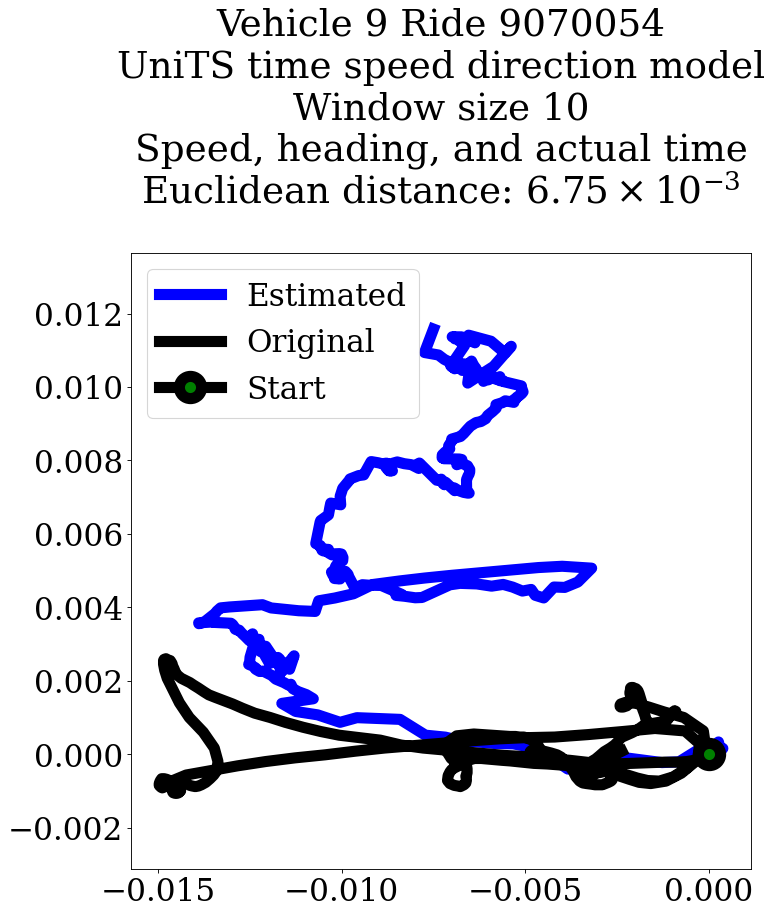 Vehicle 9 Ride 9070054
UniTS time speed direction model
Window size 10
Speed, heading, and actual time
Euclidean distance: 6.75 × 10⁻³
Estimated
Original
Start
0.012
0.010
0.008
0.006
0.004
0.002
0.000
−0.002
−0.015 −0.010 −0.005 0.000